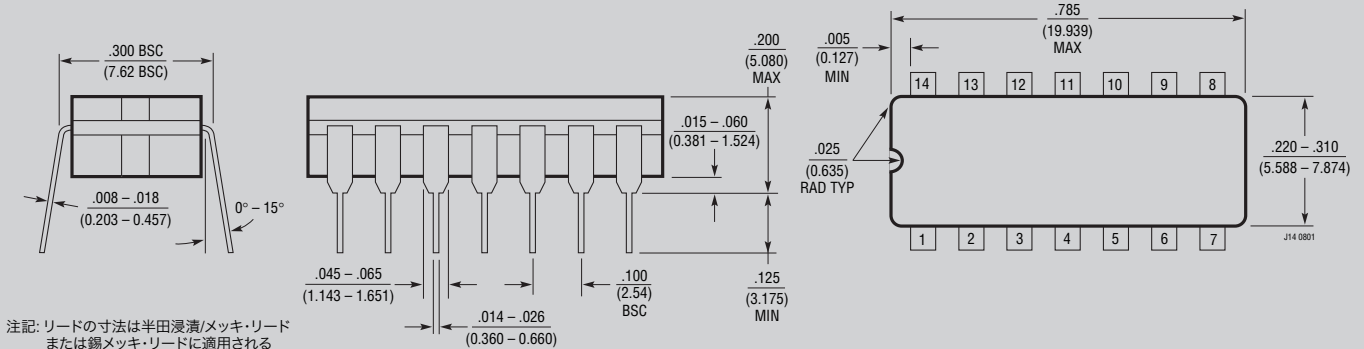 .300 BSC
(7.62 BSC)
.008 – .018
(0.203 – 0.457)
0° – 15°
.200
(5.080)
MAX
.015 – .060
(0.381 – 1.524)
.045 – .065
(1.143 – 1.651)
.100
(2.54)
BSC
.014 – .026
(0.360 – 0.660)
.125
(3.175)
MIN
.785
(19.939)
MAX
.005
(0.127)
MIN
14 13 12 11 10 9 8
.025
(0.635)
RAD TYP
.220 – .310
(5.588 – 7.874)
1 2 3 4 5 6 7
J14 0801
注記: リードの寸法は半田浸漬/メッキ・リード
または錫メッキ・リードに適用される